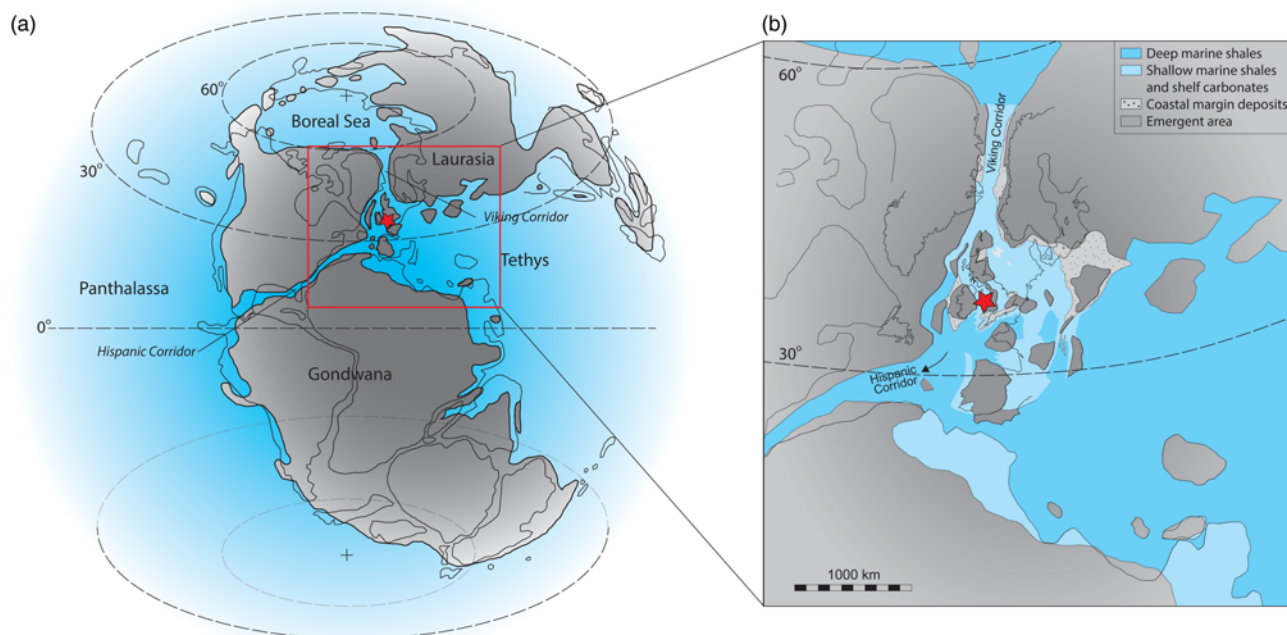 (a)
60°
Boreal Sea
Laurasia
30°
Viking Corridor
Tethys
Panthalassa
0°
Hispanic Corridor
Gondwana
(b)
Deep marine shales
Shallow marine shales
and shelf carbonates
Coastal margin deposits
Emergent area
60°
Viking Corridor
30°
Hispanic
Corridor
1000 km